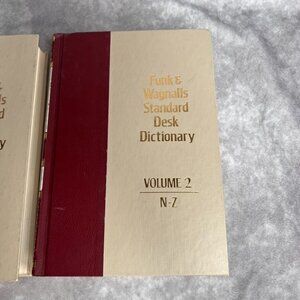 Funk &
Wagnalls
Standard
Desk
Dictionary
VOLUME 2
N-Z